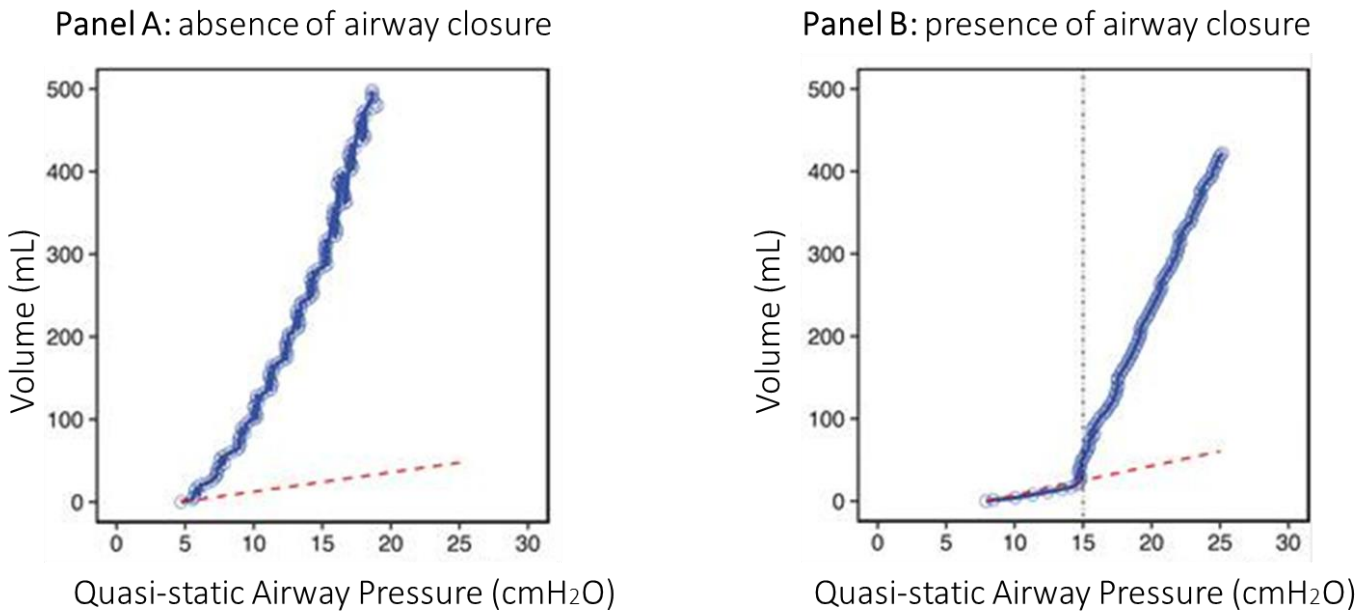 Panel A: absence of airway closure
500
400
300
200
100
0
Volume (mL)
0 5 10 15 20 25 30
Quasi-static Airway Pressure (cmH₂O)
Panel B: presence of airway closure
500
400
300
200
100
0
Volume (mL)
0 5 10 15 20 25 30
Quasi-static Airway Pressure (cmH₂O)